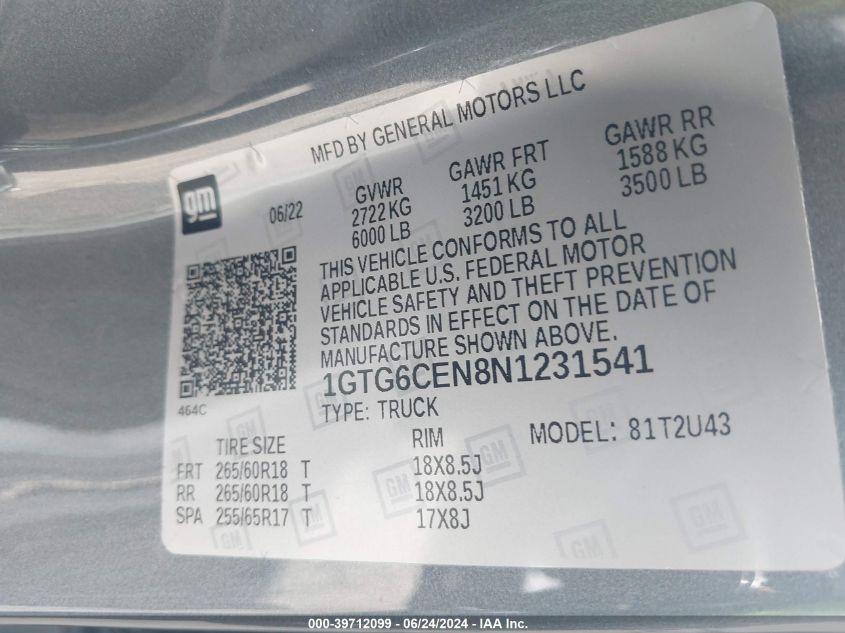 MFD BY GENERAL MOTORS LLC
gm
06/22
GVWR GAWR FRT GAWR RR
2722 KG 1451 KG 1588 KG
6000 LB 3200 LB 3500 LB
THIS VEHICLE CONFORMS TO ALL
APPLICABLE U.S. FEDERAL MOTOR
VEHICLE SAFETY AND THEFT PREVENTION
STANDARDS IN EFFECT ON THE DATE OF
MANUFACTURE SHOWN ABOVE.
1GTG6CEN8N1231541
464C
TYPE: TRUCK
MODEL: 81T2U43
TIRE SIZE RIM
FRT 265/60R18 T 18X8.5J
RR 265/60R18 T 18X8.5J
SPA 255/65R17 T 17X8J
000-39712099 - 06/24/2024 - IAA Inc.